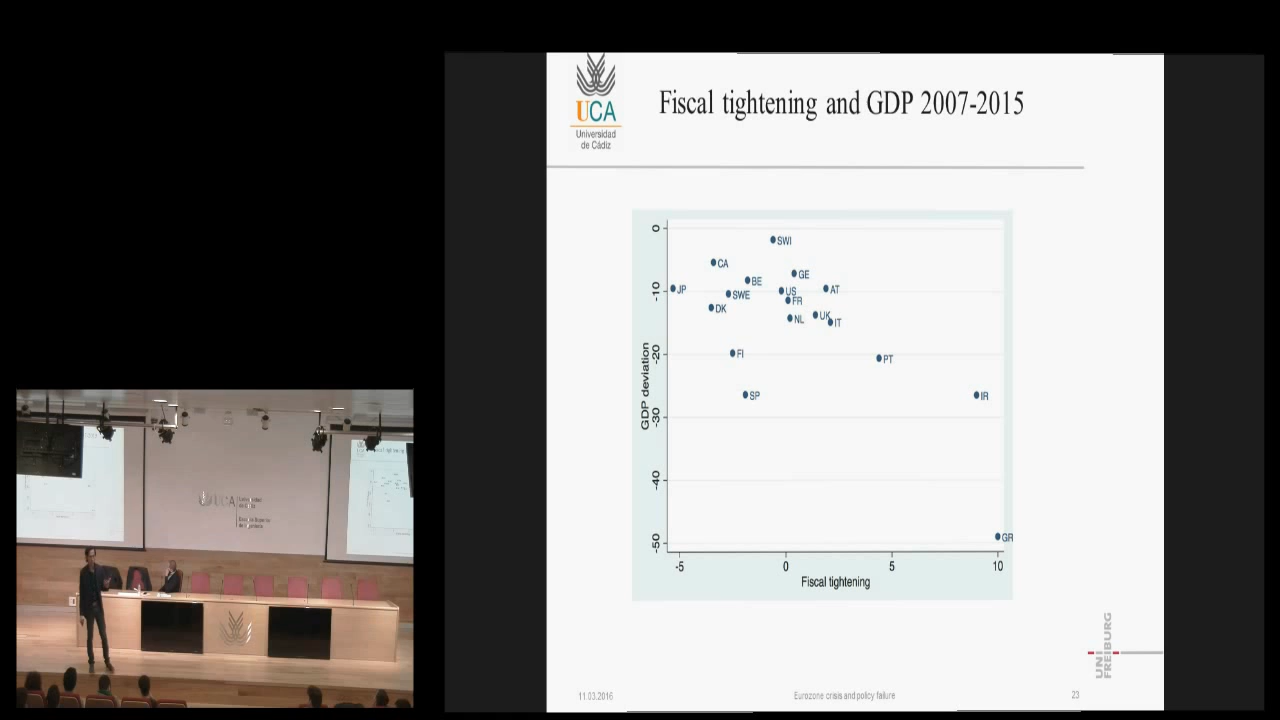 UCA
Universidad
de Cádiz
Fiscal tightening and GDP 2007-2015
0
-10
-20
-30
-40
-50
GDP deviation
SWI
CA
GE
BE
JP
US
AT
SWE
FR
DK
UK
NL
IT
FI
PT
SP
IR
GR
-5
0
5
10
Fiscal tightening
UNI
FREIBURG
11.03.2016
Eurozone crisis and policy failure
23
UCA